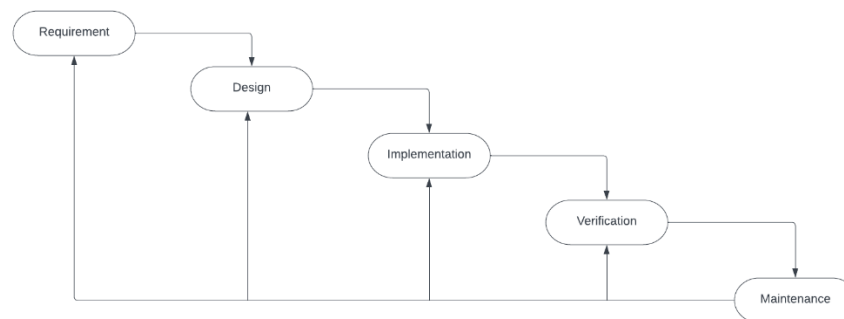 Requirement
Design
Implementation
Verification
Maintenance